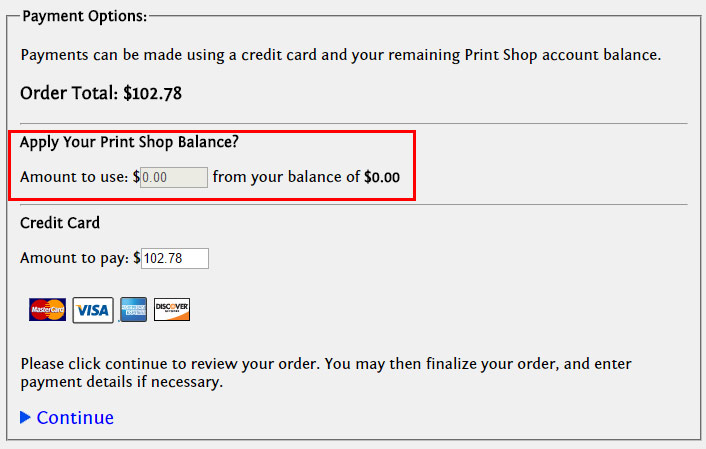 Payment Options:
Payments can be made using a credit card and your remaining Print Shop account balance.
Order Total: $102.78
Apply Your Print Shop Balance?
Amount to use: $0.00 from your balance of $0.00
Credit Card
Amount to pay: $102.78
MasterCard VISA AMERICAN EXPRESS DISCOVER
Please click continue to review your order. You may then finalize your order, and enter
payment details if necessary.
Continue